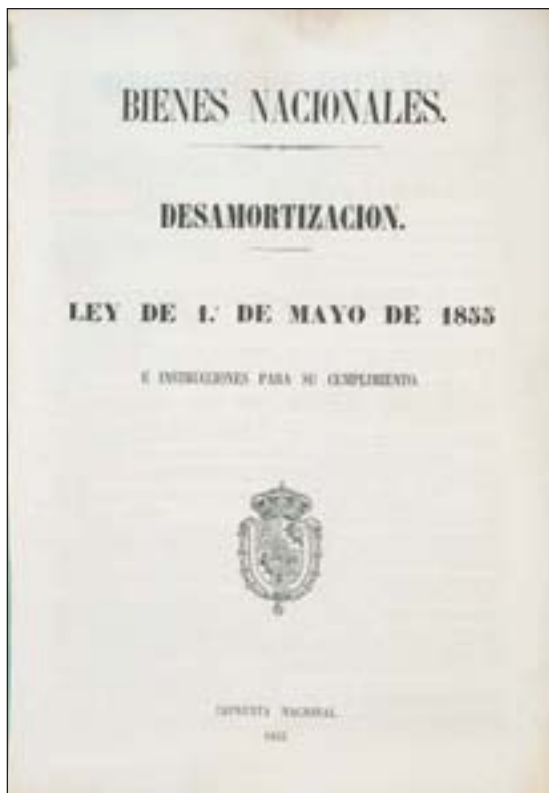 BIENES NACIONALES.
DESAMORTIZACION.
LEY DE 1.º DE MAYO DE 1855
É INSTRUCCIONES PARA SU CUMPLIMIENTO.
IMPRENTA NACIONAL.